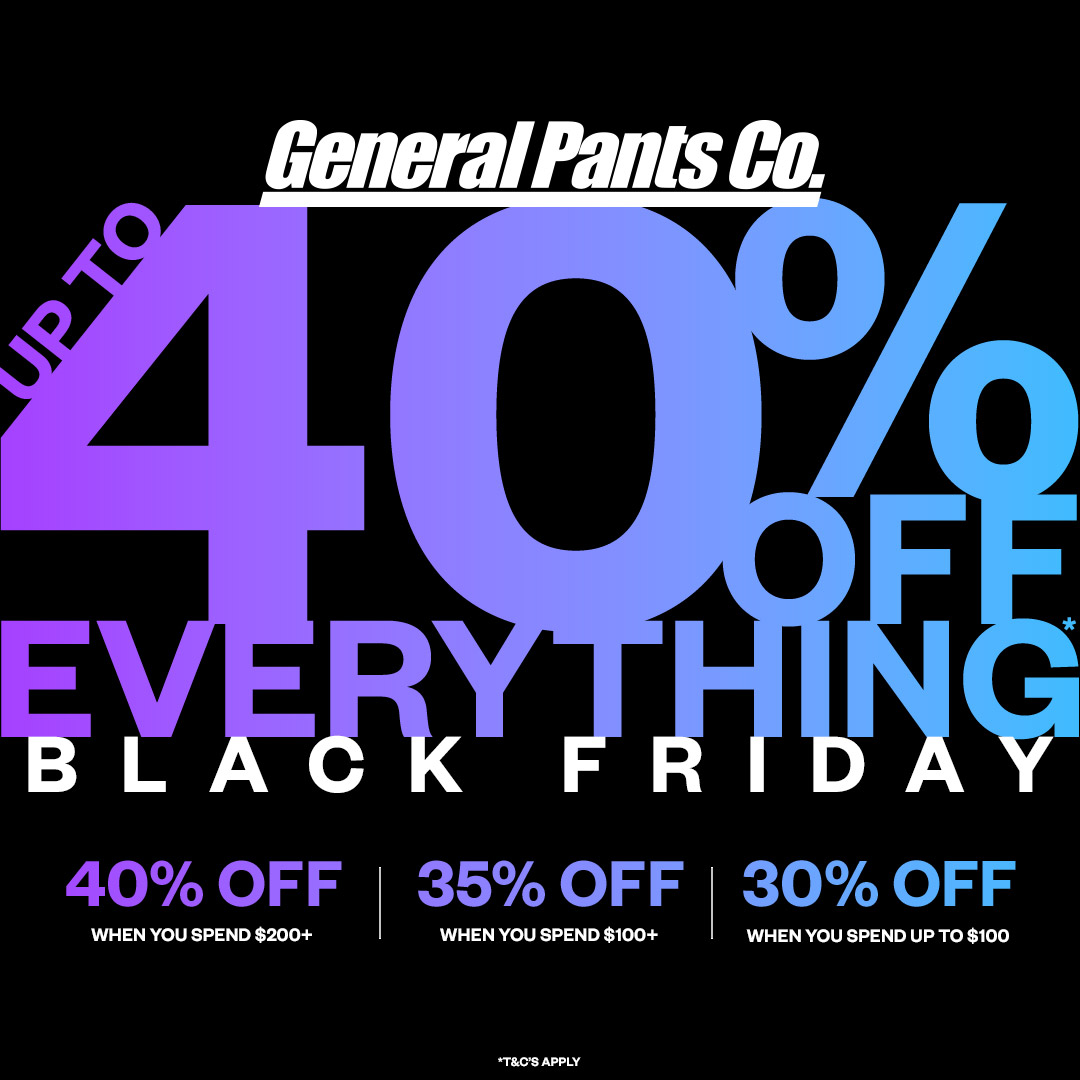 General Pants Co.
UP TO
40%
OFF
EVERYTHING*
BLACK FRIDAY
40% OFF
WHEN YOU SPEND $200+
35% OFF
WHEN YOU SPEND $100+
30% OFF
WHEN YOU SPEND UP TO $100
*T&C'S APPLY